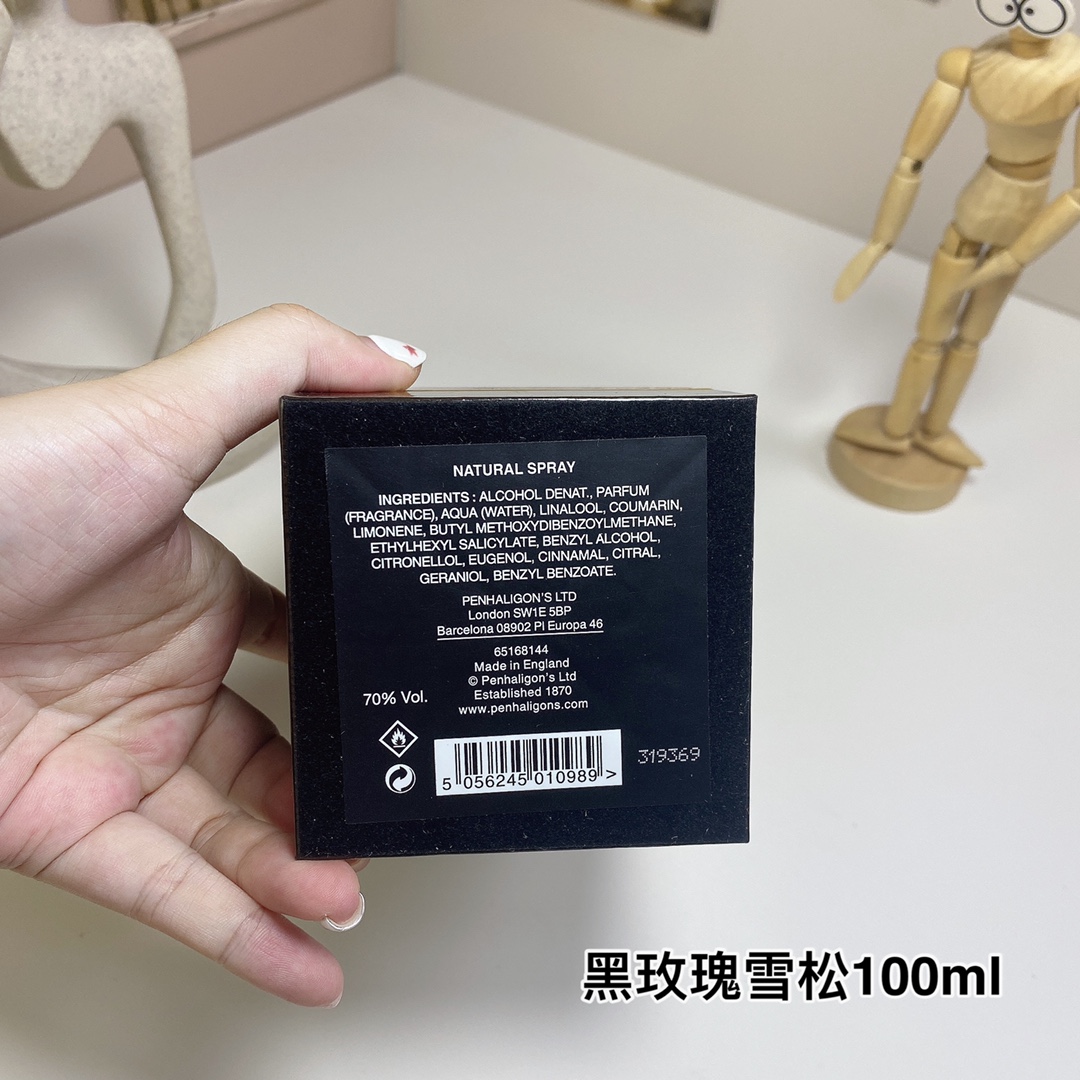 NATURAL SPRAY
INGREDIENTS : ALCOHOL DENAT., PARFUM
(FRAGRANCE), AQUA (WATER), LINALOOL, COUMARIN,
LIMONENE, BUTYL METHOXYDIBENZOYLMETHANE,
ETHYLHEXYL SALICYLATE, BENZYL ALCOHOL,
CITRONELLOL, EUGENOL, CINNAMAL, CITRAL,
GERANIOL, BENZYL BENZOATE.
PENHALIGON'S LTD
London SW1E 5BP
Barcelona 08902 Pl Europa 46
65168144
Made in England
© Penhaligon's Ltd
Established 1870
www.penhaligons.com
70% Vol.
5 056245 010989 >
319369
黑玫瑰雪松100ml